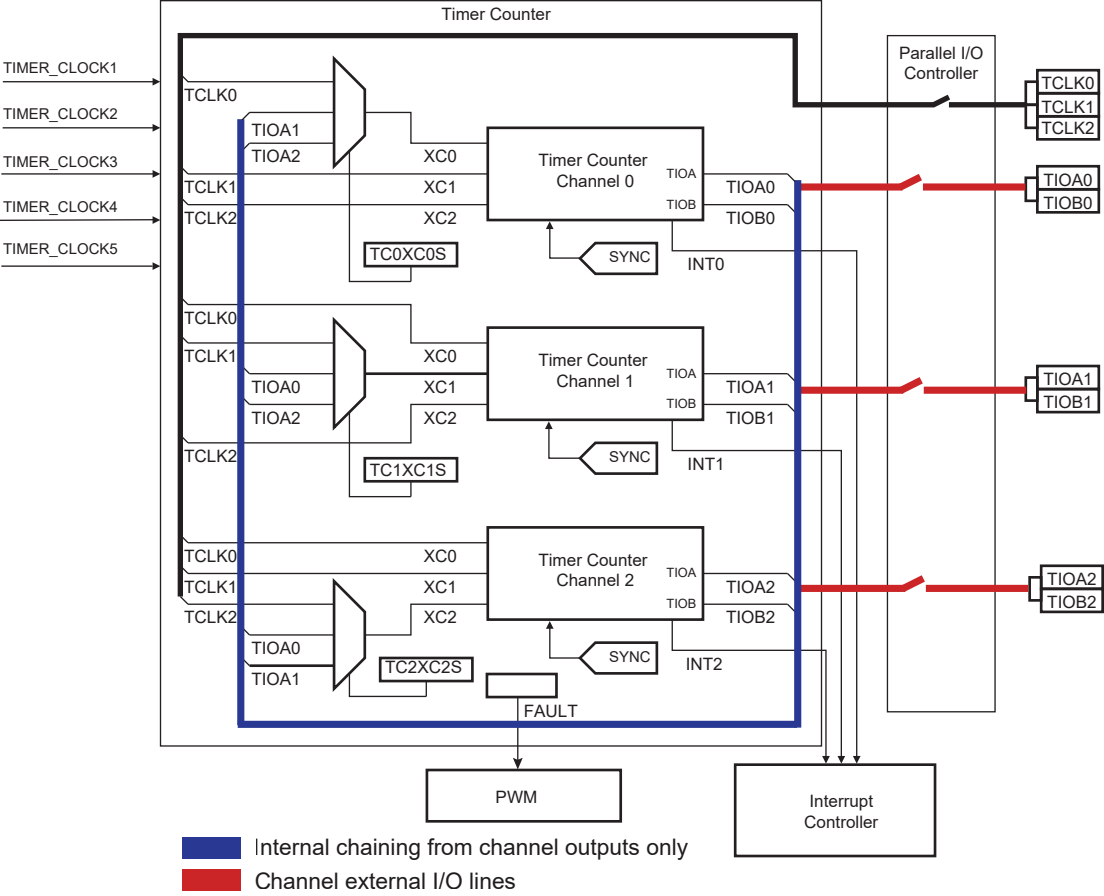 Timer Counter
TIMER_CLOCK1
TIMER_CLOCK2
TIMER_CLOCK3
TIMER_CLOCK4
TIMER_CLOCK5
TCLK0
TIOA1
TIOA2
TCLK1
TCLK2
XC0
XC1
XC2
TC0XC0S
Timer Counter
Channel 0
TIOA
TIOB
TIOA0
TIOB0
SYNC
INT0
TCLK0
TCLK1
TIOA0
TIOA2
TCLK2
XC0
XC1
XC2
TC1XC1S
Timer Counter
Channel 1
TIOA
TIOB
TIOA1
TIOB1
SYNC
INT1
TCLK0
TCLK1
TCLK2
TIOA0
TIOA1
XC0
XC1
XC2
TC2XC2S
Timer Counter
Channel 2
TIOA
TIOB
TIOA2
TIOB2
SYNC
INT2
FAULT
PWM
Parallel I/O
Controller
TCLK0
TCLK1
TCLK2
TIOA0
TIOB0
TIOA1
TIOB1
TIOA2
TIOB2
Interrupt
Controller
Internal chaining from channel outputs only
Channel external I/O lines